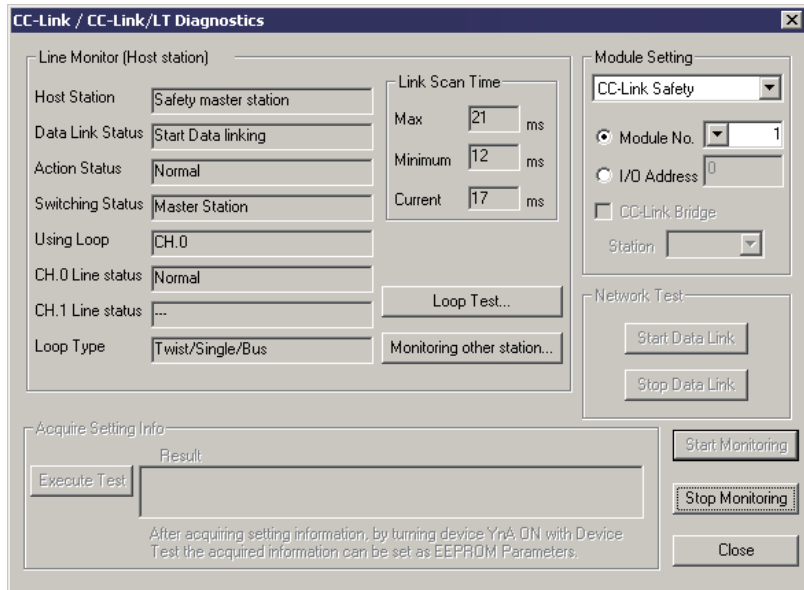 CC-Link / CC-Link/LT Diagnostics
Line Monitor (Host station)
Host Station Safety master station
Data Link Status Start Data linking
Action Status Normal
Switching Status Master Station
Using Loop CH.0
CH.0 Line status Normal
CH.1 Line status ---
Loop Type Twist/Single/Bus
Link Scan Time
Max 21 ms
Minimum 12 ms
Current 17 ms
Loop Test...
Monitoring other station...
Module Setting
CC-Link Safety
Module No. 1
I/O Address 0
CC-Link Bridge
Station
Network Test
Start Data Link
Stop Data Link
Acquire Setting Info
Result
Execute Test
After acquiring setting information, by turning device YnA ON with Device
Test the acquired information can be set as EEPROM Parameters.
Start Monitoring
Stop Monitoring
Close